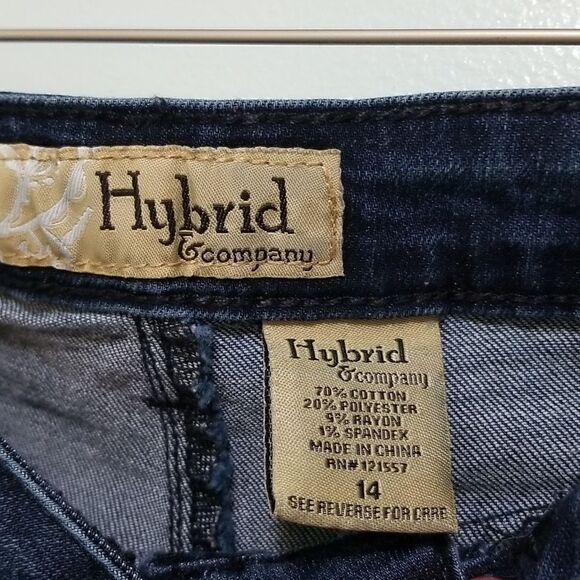 Hybrid
&company
Hybrid
&company
70% COTTON
20% POLYESTER
9% RAYON
1% SPANDEX
MADE IN CHINA
RN# 121557
14
SEE REVERSE FOR CARE